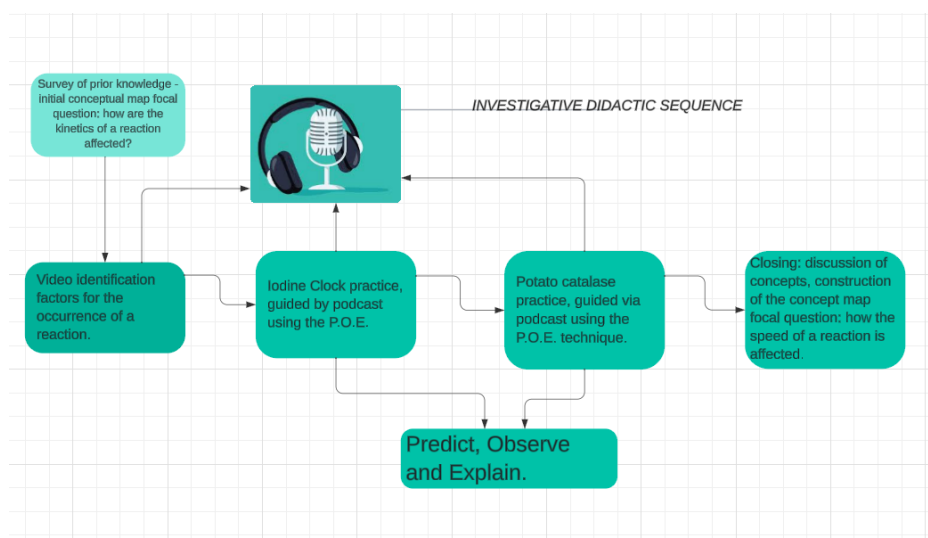 Survey of prior knowledge -
initial conceptual map focal
question: how are the
kinetics of a reaction
affected?
INVESTIGATIVE DIDACTIC SEQUENCE
Video identification
factors for the
occurrence of a
reaction.
Iodine Clock practice,
guided by podcast
using the P.O.E.
Potato catalase
practice, guided via
podcast using the
P.O.E. technique.
Closing: discussion of
concepts, construction
of the concept map
focal question: how the
speed of a reaction is
affected.
Predict, Observe
and Explain.